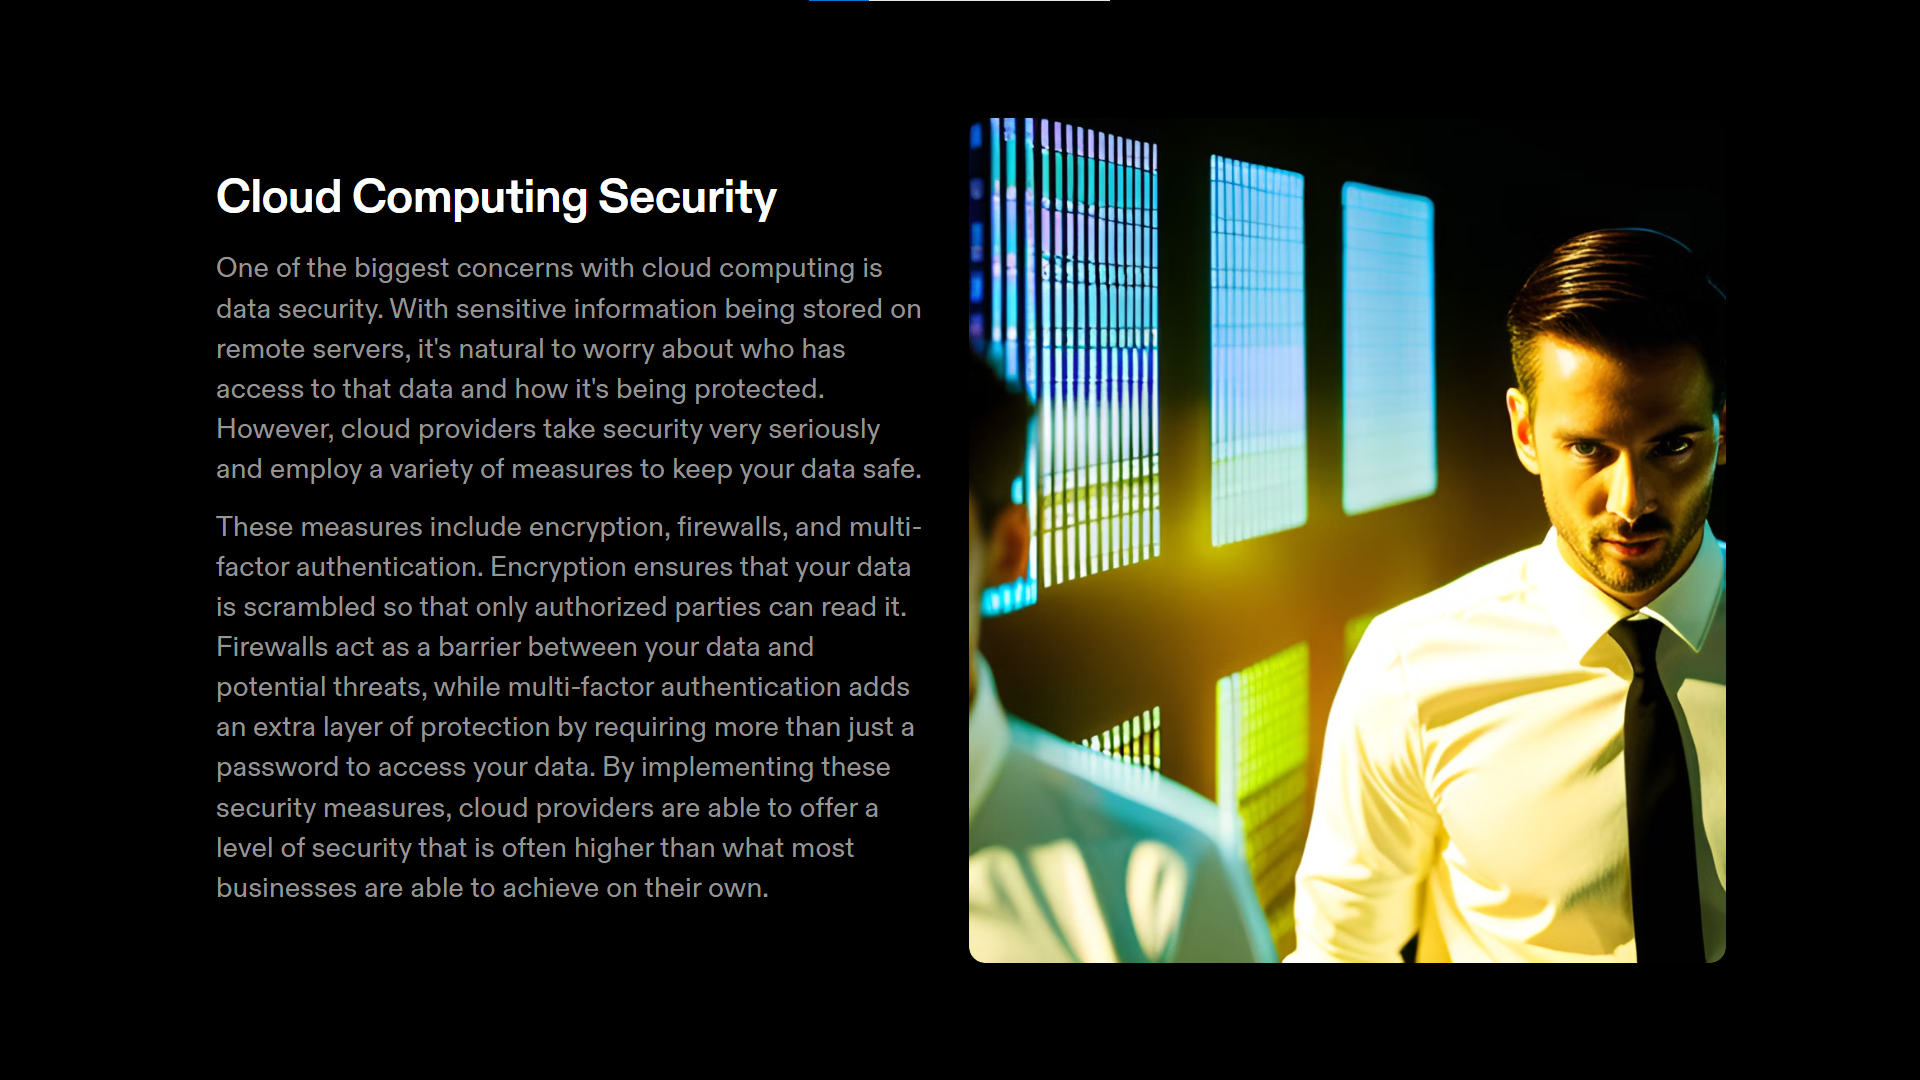 Cloud Computing Security
One of the biggest concerns with cloud computing is
data security. With sensitive information being stored on
remote servers, it's natural to worry about who has
access to that data and how it's being protected.
However, cloud providers take security very seriously
and employ a variety of measures to keep your data safe.
These measures include encryption, firewalls, and multi-
factor authentication. Encryption ensures that your data
is scrambled so that only authorized parties can read it.
Firewalls act as a barrier between your data and
potential threats, while multi-factor authentication adds
an extra layer of protection by requiring more than just a
password to access your data. By implementing these
security measures, cloud providers are able to offer a
level of security that is often higher than what most
businesses are able to achieve on their own.